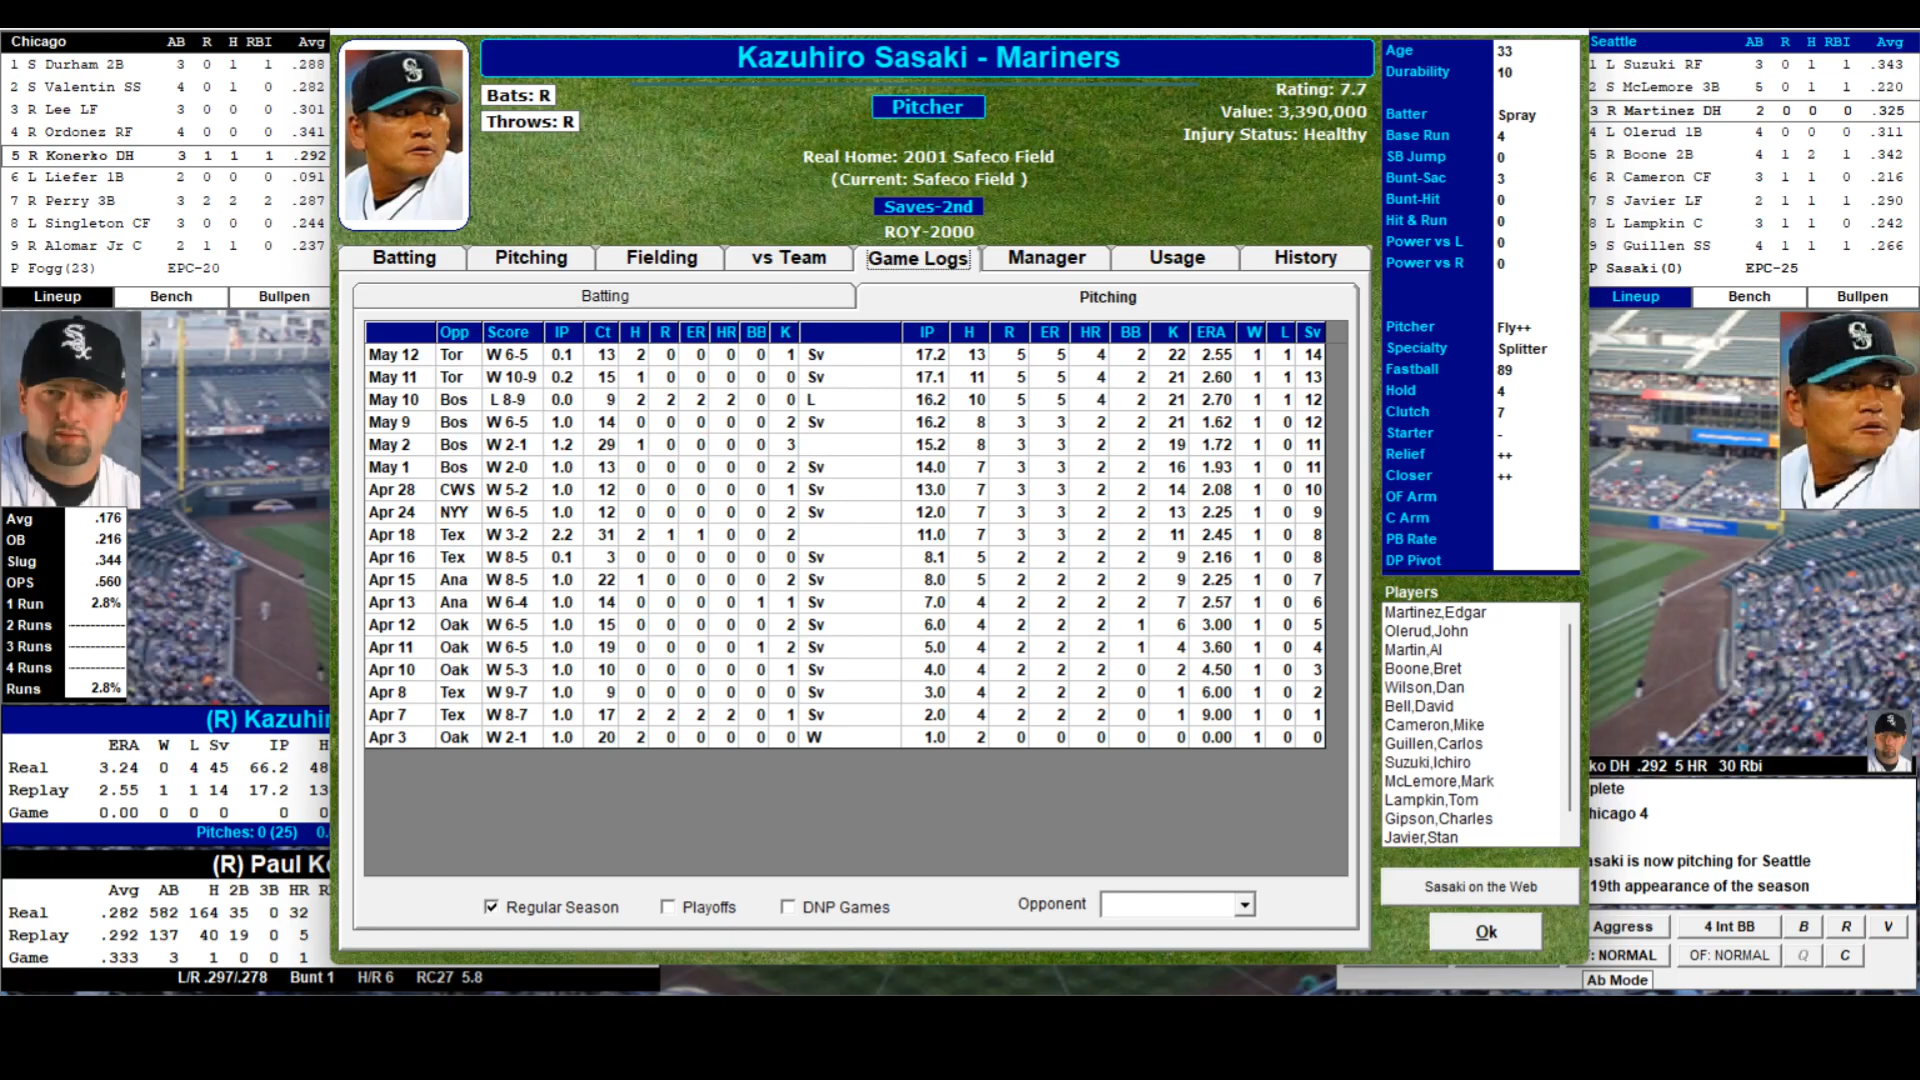 Chicago AB R H RBI Avg
1 S Durham 2B 3 0 1 1 .288
2 S Valentin SS 4 0 1 0 .282
3 R Lee LF 3 0 0 0 .301
4 R Ordonez RF 4 0 0 0 .341
5 R Konerko DH 3 1 1 1 .292
6 L Liefer 1B 2 0 0 0 .091
7 R Perry 3B 3 2 2 2 .287
8 L Singleton CF 3 0 0 0 .244
9 R Alomar Jr C 2 1 1 0 .237
P Fogg(23) EPC-20
Lineup Bench Bullpen
Avg .176
OB .216
Slug .344
OPS .560
1 Run 2.8%
2 Runs ------------
3 Runs ------------
4 Runs ------------
Runs 2.8%
(R) Kazuhir
ERA W L Sv IP H
Real 3.24 0 4 45 66.2 48
Replay 2.55 1 1 14 17.2 13
Game 0.00 0 0 0 0 0
Pitches: 0 (25) 0.
(R) Paul Ko
Avg AB H 2B 3B HR R
Real .282 582 164 35 0 32
Replay .292 137 40 19 0 5
Game .333 3 1 0 0 1
L/R .297/.278 Bunt 1 H/R 6 RC27 5.8
Kazuhiro Sasaki - Mariners
Bats: R
Throws: R
Pitcher
Rating: 7.7
Value: 3,390,000
Injury Status: Healthy
Real Home: 2001 Safeco Field
(Current: Safeco Field )
Saves-2nd
ROY-2000
Batting Pitching Fielding vs Team Game Logs Manager Usage History
Batting Pitching
Opp Score IP Ct H R ER HR BB K IP H R ER HR BB K ERA W L Sv
May 12 Tor W 6-5 0.1 13 2 0 0 0 0 1 Sv 17.2 13 5 5 4 2 22 2.55 1 1 14
May 11 Tor W 10-9 0.2 15 1 0 0 0 0 0 Sv 17.1 11 5 5 4 2 21 2.60 1 1 13
May 10 Bos L 8-9 0.0 9 2 2 2 2 0 0 L 16.2 10 5 5 4 2 21 2.70 1 1 12
May 9 Bos W 6-5 1.0 14 0 0 0 0 0 2 Sv 16.2 8 3 3 2 2 21 1.62 1 0 12
May 2 Bos W 2-1 1.2 29 1 0 0 0 0 3 15.2 8 3 3 2 2 19 1.72 1 0 11
May 1 Bos W 2-0 1.0 13 0 0 0 0 0 2 Sv 14.0 7 3 3 2 2 16 1.93 1 0 11
Apr 28 CWS W 5-2 1.0 12 0 0 0 0 0 1 Sv 13.0 7 3 3 2 2 14 2.08 1 0 10
Apr 24 NYY W 6-5 1.0 12 0 0 0 0 0 2 Sv 12.0 7 3 3 2 2 13 2.25 1 0 9
Apr 18 Tex W 3-2 2.2 31 2 1 1 0 0 2 11.0 7 3 3 2 2 11 2.45 1 0 8
Apr 16 Tex W 8-5 0.1 3 0 0 0 0 0 0 Sv 8.1 5 2 2 2 2 9 2.16 1 0 8
Apr 15 Ana W 8-5 1.0 22 1 0 0 0 0 2 Sv 8.0 5 2 2 2 2 9 2.25 1 0 7
Apr 13 Ana W 6-4 1.0 14 0 0 0 0 1 1 Sv 7.0 4 2 2 2 2 7 2.57 1 0 6
Apr 12 Oak W 6-5 1.0 15 0 0 0 0 0 2 Sv 6.0 4 2 2 2 1 6 3.00 1 0 5
Apr 11 Oak W 6-5 1.0 19 0 0 0 0 1 2 Sv 5.0 4 2 2 2 1 4 3.60 1 0 4
Apr 10 Oak W 5-3 1.0 10 0 0 0 0 0 1 Sv 4.0 4 2 2 2 0 2 4.50 1 0 3
Apr 8 Tex W 9-7 1.0 9 0 0 0 0 0 0 Sv 3.0 4 2 2 2 0 1 6.00 1 0 2
Apr 7 Tex W 8-7 1.0 17 2 2 2 2 0 1 Sv 2.0 4 2 2 2 0 1 9.00 1 0 1
Apr 3 Oak W 2-1 1.0 20 2 0 0 0 0 0 W 1.0 2 0 0 0 0 0 0.00 1 0 0
Regular Season Playoffs DNP Games Opponent
Age 33
Durability 10
Batter Spray
Base Run 4
SB Jump 0
Bunt-Sac 3
Bunt-Hit 0
Hit & Run 0
Power vs L 0
Power vs R 0
Pitcher Fly++
Specialty Splitter
Fastball 89
Hold 4
Clutch 7
Starter -
Relief ++
Closer ++
OF Arm
C Arm
PB Rate
DP Pivot
Players
Martinez,Edgar
Olerud,John
Martin,Al
Boone,Bret
Wilson,Dan
Bell,David
Cameron,Mike
Guillen,Carlos
Suzuki,Ichiro
McLemore,Mark
Lampkin,Tom
Gipson,Charles
Javier,Stan
Sasaki on the Web
Ok
Seattle AB R H RBI Avg
1 L Suzuki RF 3 0 1 1 .343
2 S McLemore 3B 5 0 1 0 .220
3 R Martinez DH 2 0 0 0 .325
4 L Olerud 1B 4 0 0 0 .311
5 R Boone 2B 4 1 2 1 .342
6 R Cameron CF 3 1 1 0 .216
7 S Javier LF 2 1 1 1 .290
8 L Lampkin C 3 1 1 0 .242
9 S Guillen SS 4 1 1 1 .266
P Sasaki(0) EPC-25
Lineup Bench Bullpen
ko DH .292 5 HR 30 Rbi
plete
hicago 4
asaki is now pitching for Seattle
19th appearance of the season
Aggress 4 Int BB B R V
: NORMAL OF: NORMAL Q C
Ab Mode